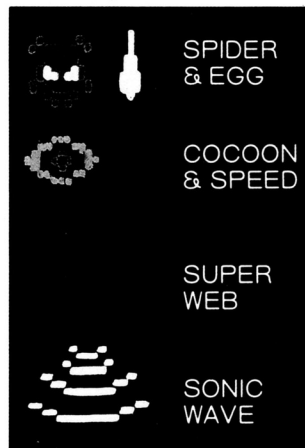 SPIDER
& EGG
COCOON
& SPEED
SUPER
WEB
SONIC
WAVE